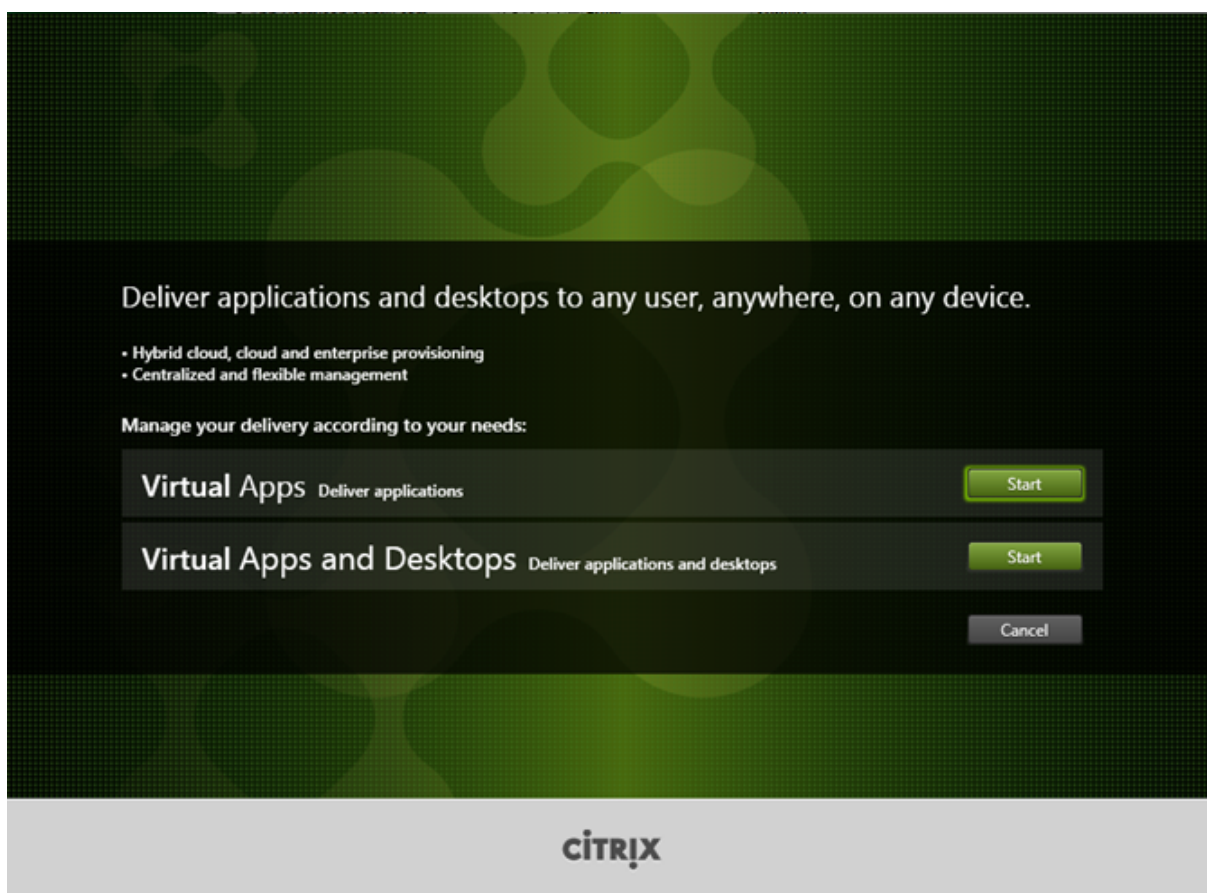 Deliver applications and desktops to any user, anywhere, on any device.
• Hybrid cloud, cloud and enterprise provisioning
• Centralized and flexible management
Manage your delivery according to your needs:
Virtual Apps Deliver applications Start
Virtual Apps and Desktops Deliver applications and desktops Start
Cancel
CİTRỊX